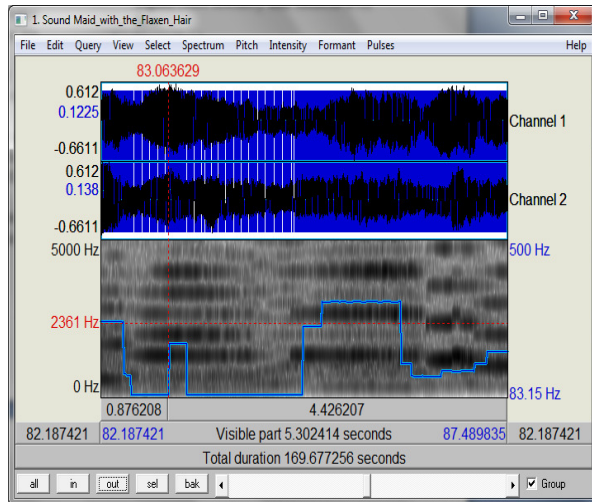 1. Sound Maid_with_the_Flaxen_Hair
File Edit Query View Select Spectrum Pitch Intensity Formant Pulses Help
83.063629
0.612
0.1225
-0.6611
Channel 1
0.612
0.138
-0.6611
Channel 2
5000 Hz
500 Hz
2361 Hz
0 Hz
83.15 Hz
0.876208 4.426207
82.187421 82.187421 Visible part 5.302414 seconds 87.489835 82.187421
Total duration 169.677256 seconds
all in out sel bak Group